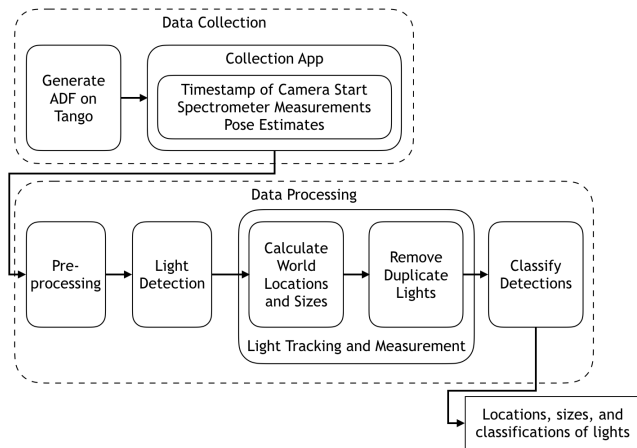 Data Collection
Generate
ADF on
Tango
Collection App
Timestamp of Camera Start
Spectrometer Measurements
Pose Estimates
Data Processing
Pre-
processing
Light
Detection
Calculate
World
Locations
and Sizes
Remove
Duplicate
Lights
Light Tracking and Measurement
Classify
Detections
Locations, sizes, and
classifications of lights